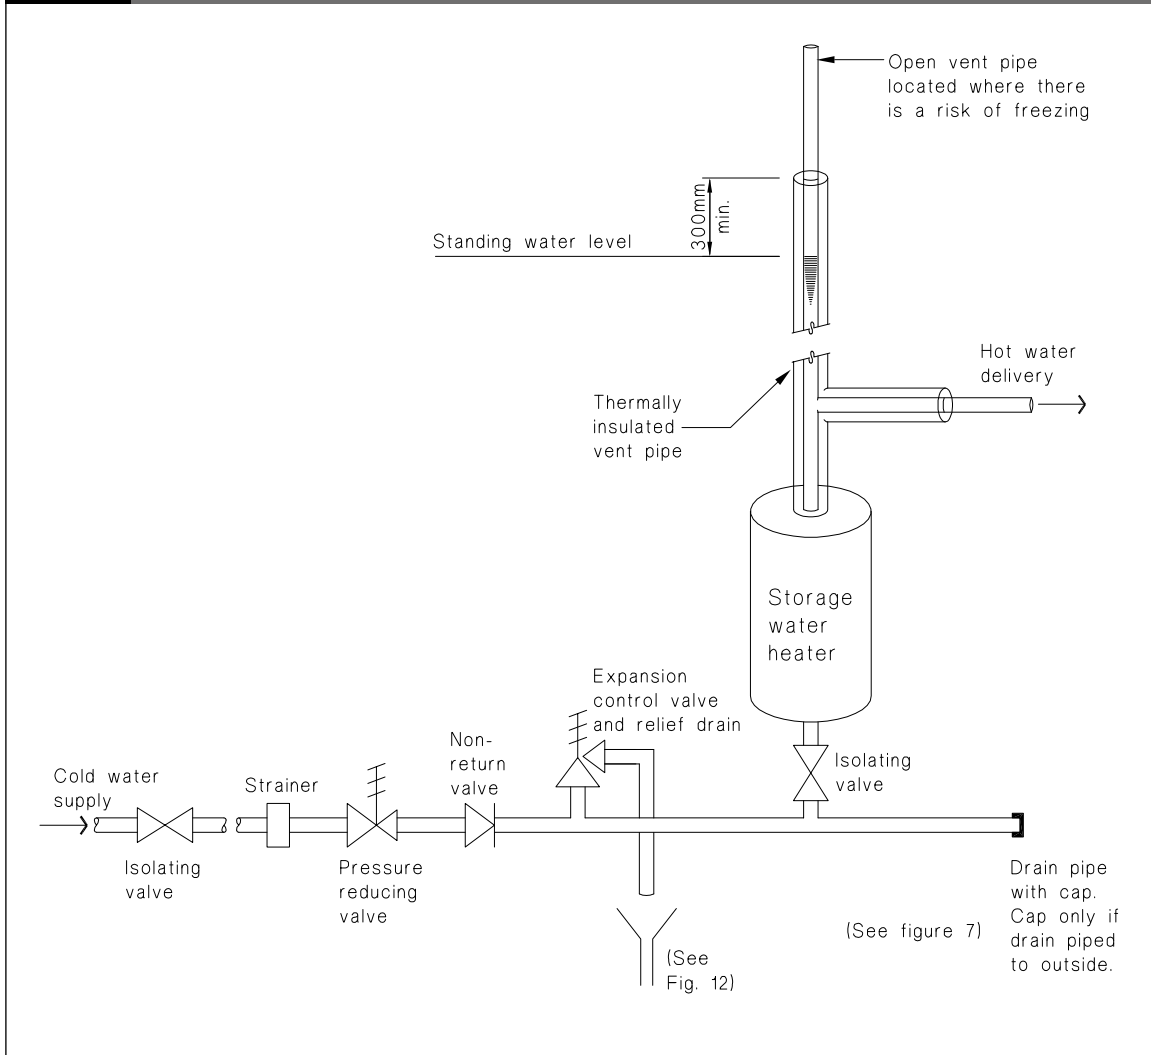 Open vent pipe
located where there
is a risk of freezing
300mm
min.
Standing water level
Hot water
delivery
Thermally
insulated
vent pipe
Storage
water
heater
Expansion
control valve
and relief drain
Non-
return
valve
Isolating
valve
Cold water
supply
Strainer
Isolating
valve
Pressure
reducing
valve
Drain pipe
with cap.
Cap only if
drain piped
to outside.
(See figure 7)
(See
Fig. 12)